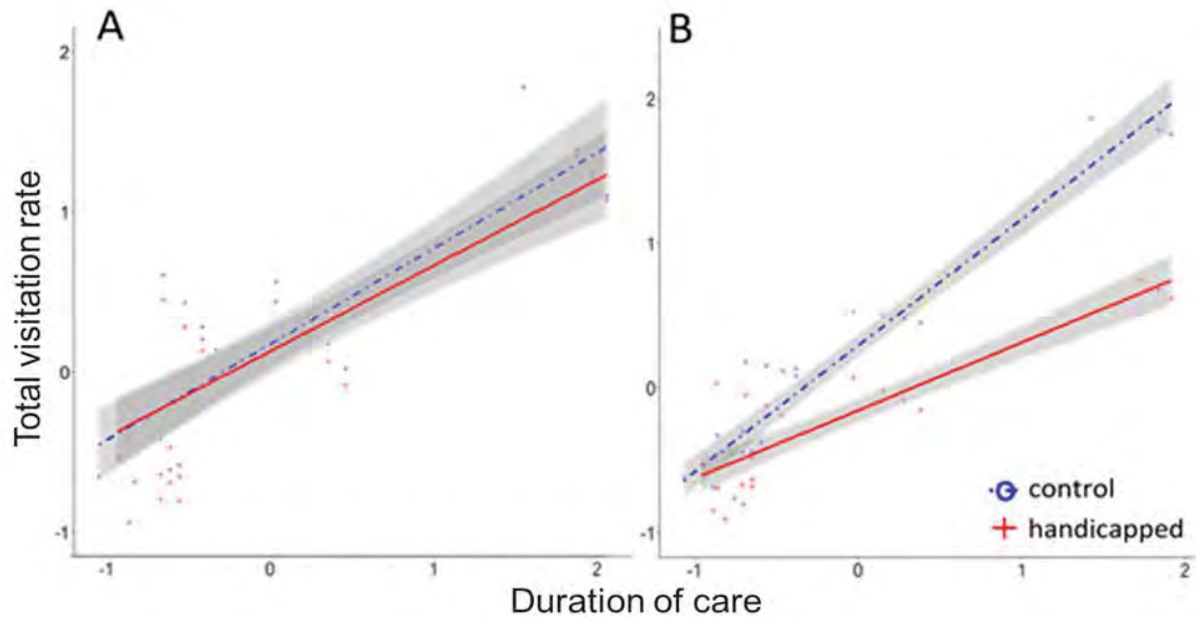 A
B
2
1
0
-1
2
1
0
-1
Total visitation rate
-1 0 1 2
-1 0 1 2
Duration of care
control
handicapped